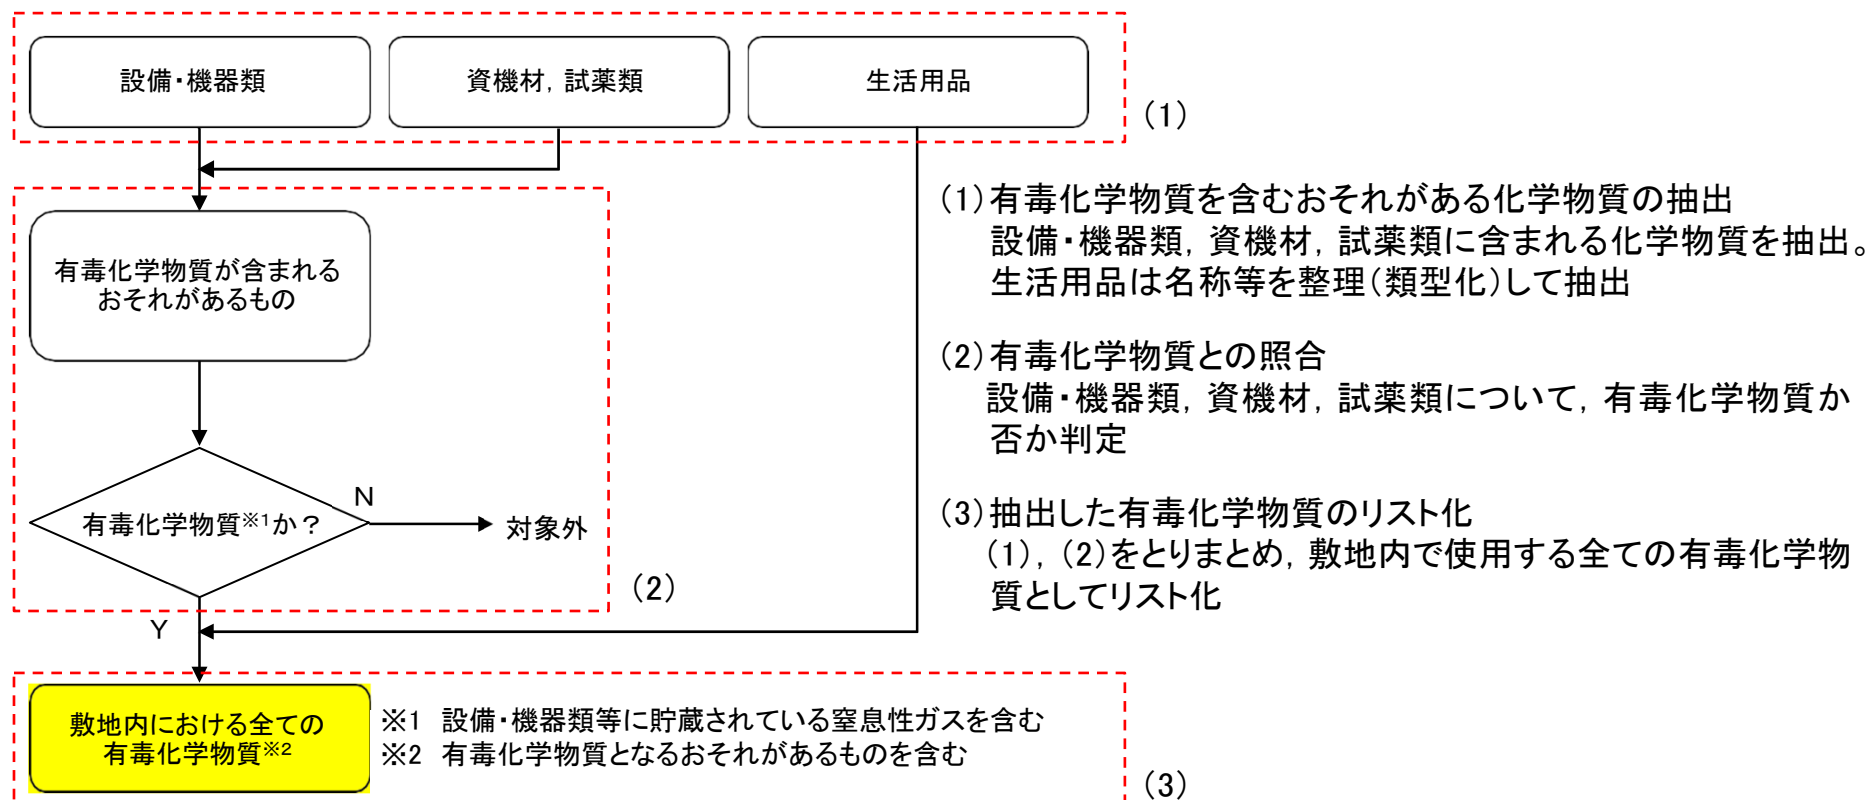 設備・機器類
資機材，試薬類
生活用品
(1)
有毒化学物質が含まれる
おそれがあるもの
有毒化学物質※1か？
N
対象外
(2)
Y
敷地内における全ての
有毒化学物質※2
※1 設備・機器類等に貯蔵されている窒息性ガスを含む
※2 有毒化学物質となるおそれがあるものを含む
(3)
(1)有毒化学物質を含むおそれがある化学物質の抽出
設備・機器類，資機材，試薬類に含まれる化学物質を抽出。
生活用品は名称等を整理(類型化)して抽出
(2)有毒化学物質との照合
設備・機器類，資機材，試薬類について，有毒化学物質か
否か判定
(3)抽出した有毒化学物質のリスト化
(1)，(2)をとりまとめ，敷地内で使用する全ての有毒化学物
質としてリスト化